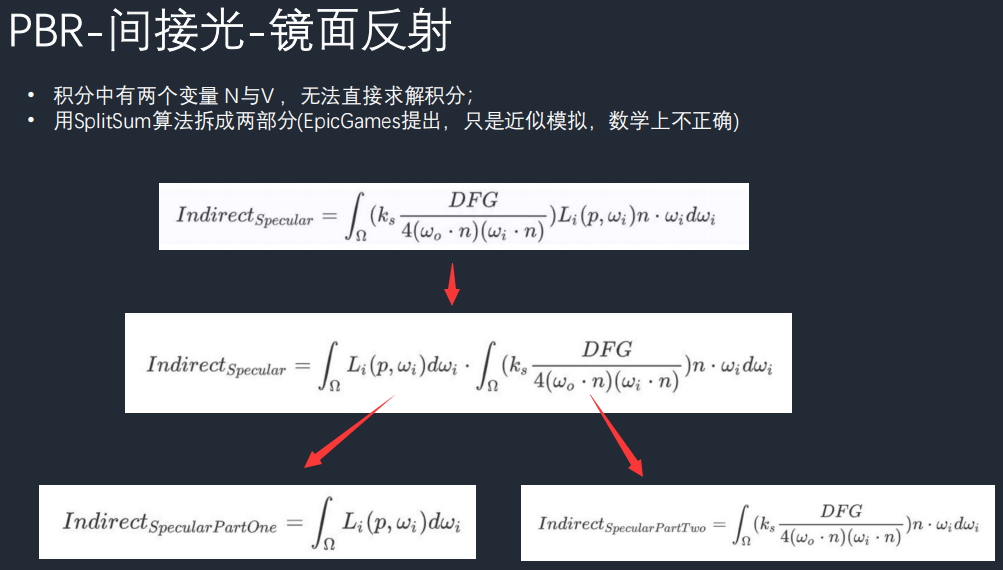 PBR-间接光-镜面反射
• 积分中有两个变量 N与V ，无法直接求解积分；
• 用SplitSum算法拆成两部分(EpicGames提出，只是近似模拟，数学上不正确)
$Indirect_{Specular} = \int_{\Omega} (k_s \frac{DFG}{4(\omega_o \cdot n)(\omega_i \cdot n)}) L_i(p, \omega_i) n \cdot \omega_i d\omega_i$
$Indirect_{Specular} = \int_{\Omega} L_i(p, \omega_i) d\omega_i \cdot \int_{\Omega} (k_s \frac{DFG}{4(\omega_o \cdot n)(\omega_i \cdot n)}) n \cdot \omega_i d\omega_i$
$Indirect_{SpecularPartOne} = \int_{\Omega} L_i(p, \omega_i) d\omega_i$
$Indirect_{SpecularPartTwo} = \int_{\Omega} (k_s \frac{DFG}{4(\omega_o \cdot n)(\omega_i \cdot n)}) n \cdot \omega_i d\omega_i$